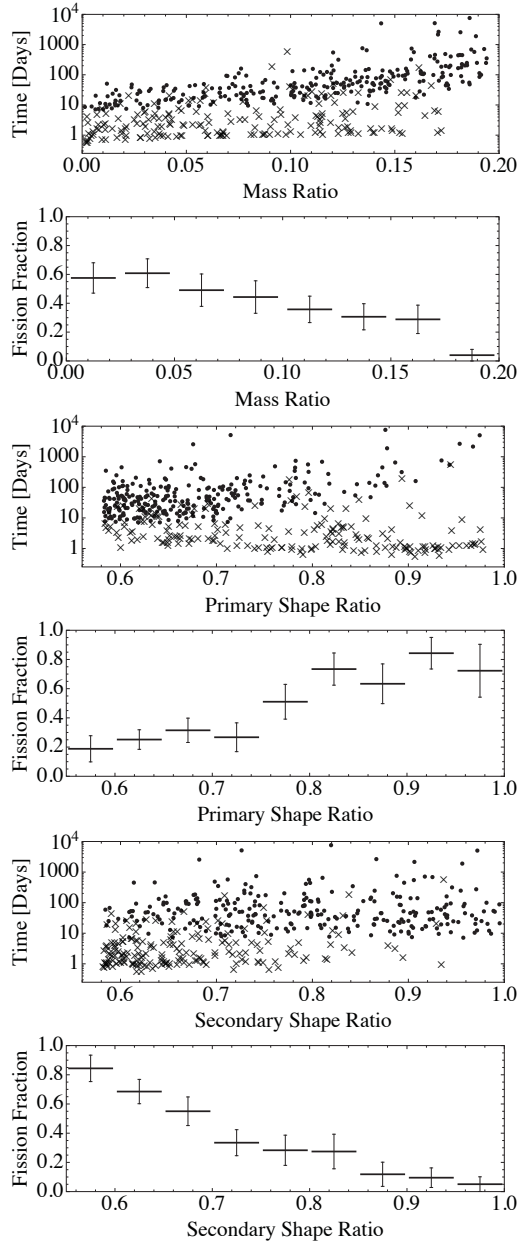 10⁴
1000
100
10
1
Time [Days]
0.00 0.05 0.10 0.15 0.20
Mass Ratio
1.0
0.8
0.6
0.4
0.2
0.0
Fission Fraction
0.00 0.05 0.10 0.15 0.20
Mass Ratio
10⁴
1000
100
10
1
Time [Days]
0.6 0.7 0.8 0.9 1.0
Primary Shape Ratio
1.0
0.8
0.6
0.4
0.2
0.0
Fission Fraction
0.6 0.7 0.8 0.9 1.0
Primary Shape Ratio
10⁴
1000
100
10
1
Time [Days]
0.6 0.7 0.8 0.9 1.0
Secondary Shape Ratio
1.0
0.8
0.6
0.4
0.2
0.0
Fission Fraction
0.6 0.7 0.8 0.9 1.0
Secondary Shape Ratio